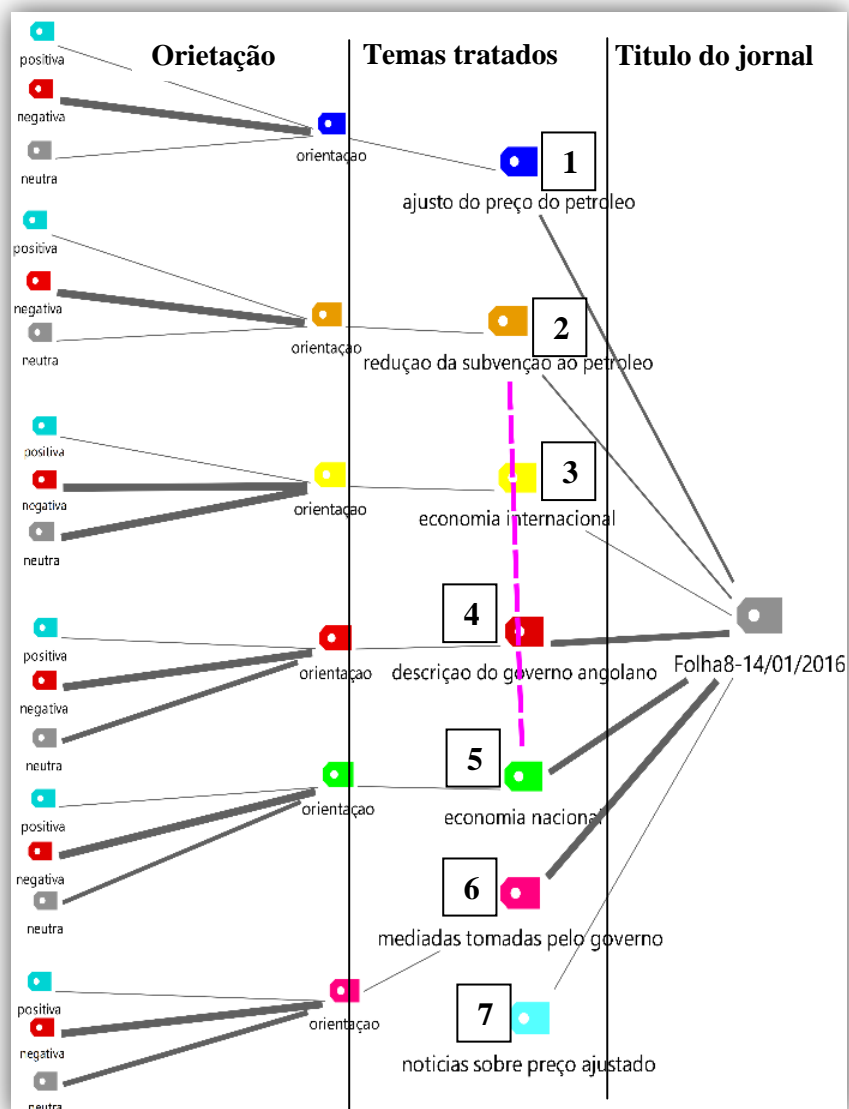 Orietação Temas tratados Titulo do jornal
positiva
negativa
neutra
orientaçao
1
ajusto do preço do petroleo
positiva
negativa
neutra
orientaçao
2
reduçao da subvenção ao petroleo
positiva
negativa
neutra
orientaçao
3
economia internacional
positiva
negativa
neutra
orientaçao
4
descriçao do governo angolano
Folha8-14/01/2016
positiva
negativa
neutra
orientaçao
5
economia nacional
6
mediadas tomadas pelo governo
positiva
negativa
neutra
orientaçao
7
noticias sobre preço ajustado